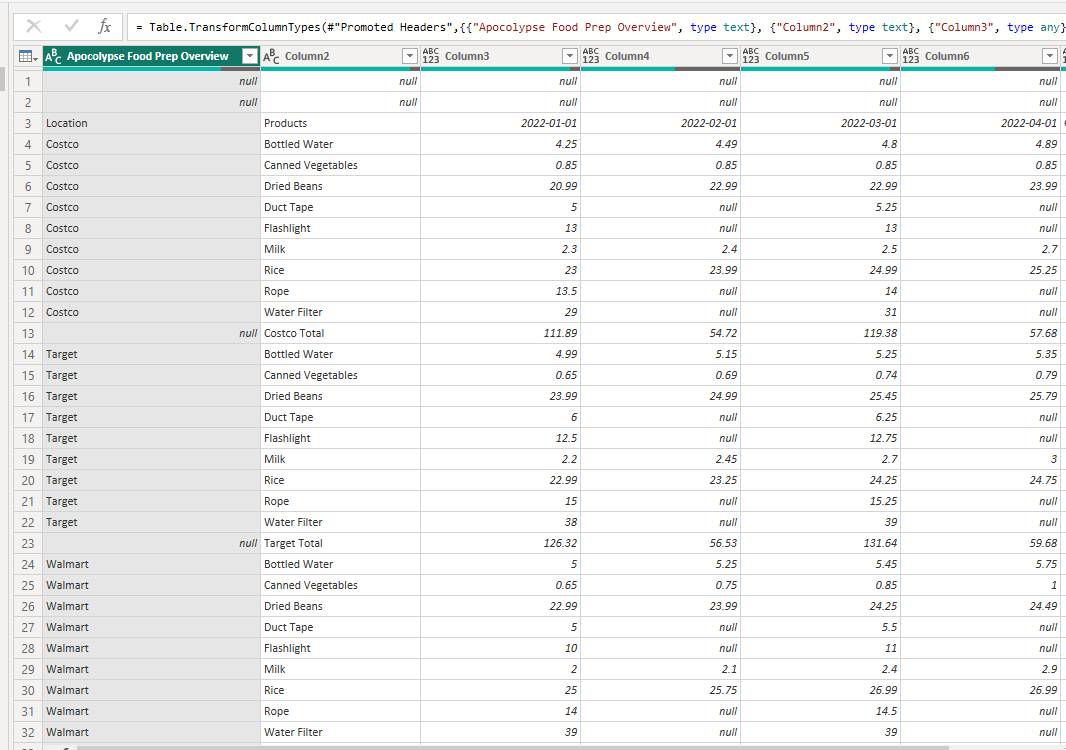 = Table.TransformColumnTypes(#"Promoted Headers",{{"Apocolypse Food Prep Overview", type text}, {"Column2", type text}, {"Column3", type any}
Apocolypse Food Prep Overview Column2 Column3 Column4 Column5 Column6
1 null null null null null null
2 null null null null null null
3 Location Products 2022-01-01 2022-02-01 2022-03-01 2022-04-01
4 Costco Bottled Water 4.25 4.49 4.8 4.89
5 Costco Canned Vegetables 0.85 0.85 0.85 0.85
6 Costco Dried Beans 20.99 22.99 22.99 23.99
7 Costco Duct Tape 5 null 5.25 null
8 Costco Flashlight 13 null 13 null
9 Costco Milk 2.3 2.4 2.5 2.7
10 Costco Rice 23 23.99 24.99 25.25
11 Costco Rope 13.5 null 14 null
12 Costco Water Filter 29 null 31 null
13 null Costco Total 111.89 54.72 119.38 57.68
14 Target Bottled Water 4.99 5.15 5.25 5.35
15 Target Canned Vegetables 0.65 0.69 0.74 0.79
16 Target Dried Beans 23.99 24.99 25.45 25.79
17 Target Duct Tape 6 null 6.25 null
18 Target Flashlight 12.5 null 12.75 null
19 Target Milk 2.2 2.45 2.7 3
20 Target Rice 22.99 23.25 24.25 24.75
21 Target Rope 15 null 15.25 null
22 Target Water Filter 38 null 39 null
23 null Target Total 126.32 56.53 131.64 59.68
24 Walmart Bottled Water 5 5.25 5.45 5.75
25 Walmart Canned Vegetables 0.65 0.75 0.85 1
26 Walmart Dried Beans 22.99 23.99 24.25 24.49
27 Walmart Duct Tape 5 null 5.5 null
28 Walmart Flashlight 10 null 11 null
29 Walmart Milk 2 2.1 2.4 2.9
30 Walmart Rice 25 25.75 26.99 26.99
31 Walmart Rope 14 null 14.5 null
32 Walmart Water Filter 39 null 39 null